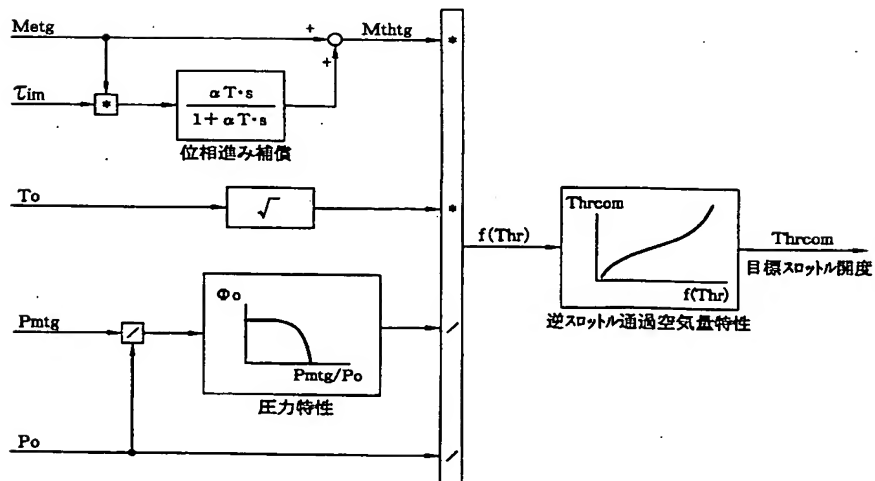 Metg
+
Mthtg
*
+
τim
*
αT·s
1+αT·s
位相進み補償
To
√
*
f(Thr)
Thrcom
f(Thr)
逆スロットル通過空気量特性
Thrcom
目標スロットル開度
Pmtg
/
Φo
Pmtg/Po
圧力特性
/
Po
/